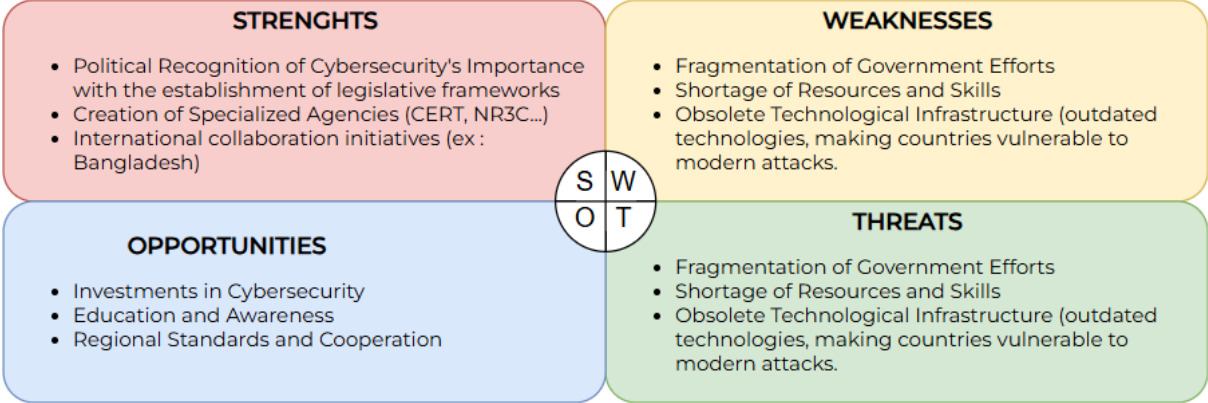 STRENGHTS
• Political Recognition of Cybersecurity's Importance
with the establishment of legislative frameworks
• Creation of Specialized Agencies (CERT, NR3C...)
• International collaboration initiatives (ex :
Bangladesh)
WEAKNESSES
• Fragmentation of Government Efforts
• Shortage of Resources and Skills
• Obsolete Technological Infrastructure (outdated
technologies, making countries vulnerable to
modern attacks.
S W
O T
OPPORTUNITIES
• Investments in Cybersecurity
• Education and Awareness
• Regional Standards and Cooperation
THREATS
• Fragmentation of Government Efforts
• Shortage of Resources and Skills
• Obsolete Technological Infrastructure (outdated
technologies, making countries vulnerable to
modern attacks.